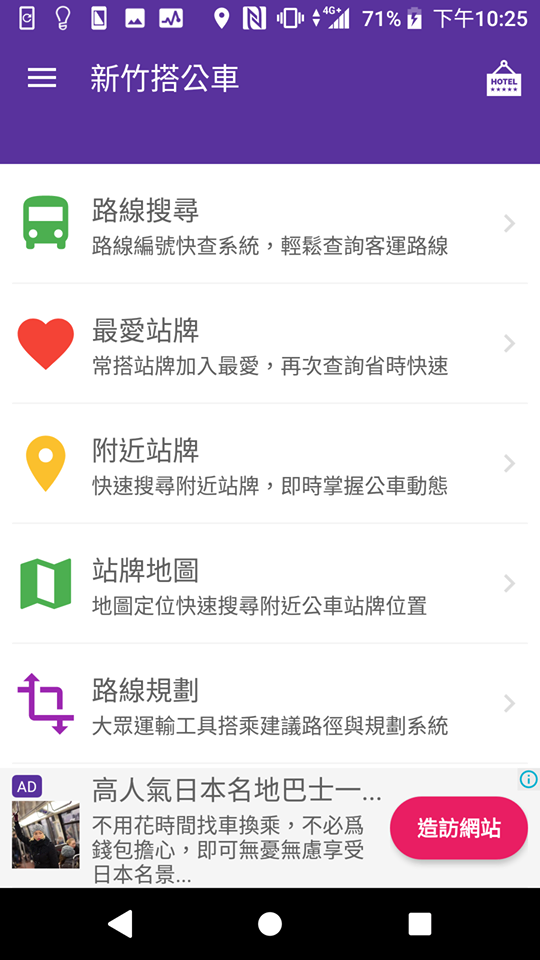 4G+ 71% 下午10:25
新竹搭公車
HOTEL
路線搜尋
路線編號快查系統，輕鬆查詢客運路線
最愛站牌
常搭站牌加入最愛，再次查詢省時快速
附近站牌
快速搜尋附近站牌，即時掌握公車動態
站牌地圖
地圖定位快速搜尋附近公車站牌位置
路線規劃
大眾運輸工具搭乘建議路徑與規劃系統
AD
高人氣日本名地巴士一...
不用花時間找車換乘，不必爲
錢包擔心，即可無憂無慮享受
日本名景...
造訪網站